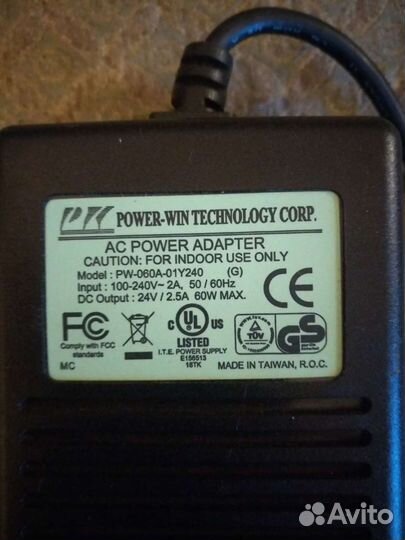 PW POWER-WIN TECHNOLOGY CORP.
AC POWER ADAPTER
CAUTION: FOR INDOOR USE ONLY
Model : PW-060A-01Y240 (G)
Input : 100-240V~ 2A, 50 / 60Hz
DC Output : 24V / 2.5A 60W MAX.
CE
FC
Comply with FCC
standards
MC
c UL us
LISTED
I.T.E. POWER SUPPLY
E156513
16TK
TÜV
GS
MADE IN TAIWAN, R.O.C.
Avito